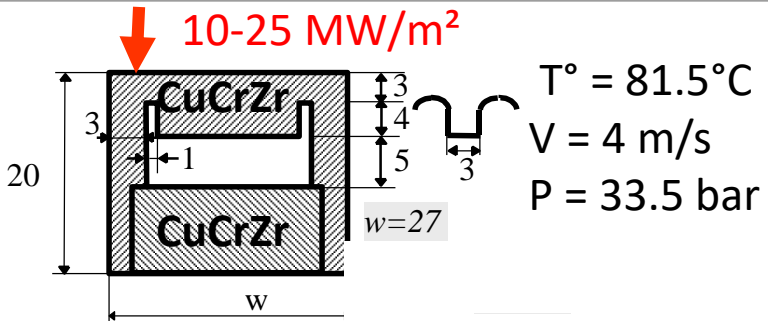 10-25 MW/m²
CuCrZr
3
4
3
1
5
20
CuCrZr
w=27
w
3
T° = 81.5°C
V = 4 m/s
P = 33.5 bar